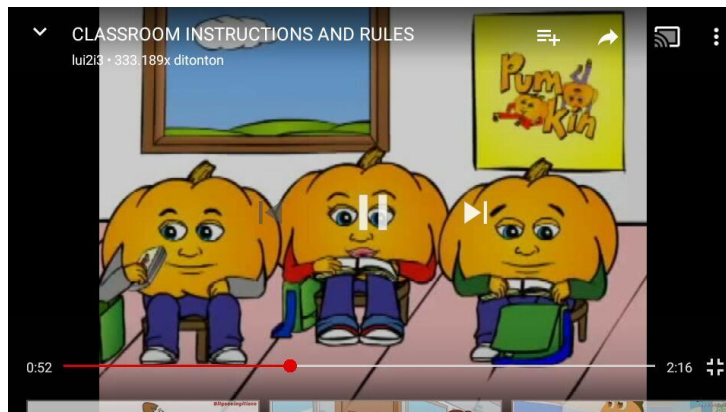 CLASSROOM INSTRUCTIONS AND RULES
lui2i3 • 333.189x ditonton
Pum
Kin
0:52
2:16